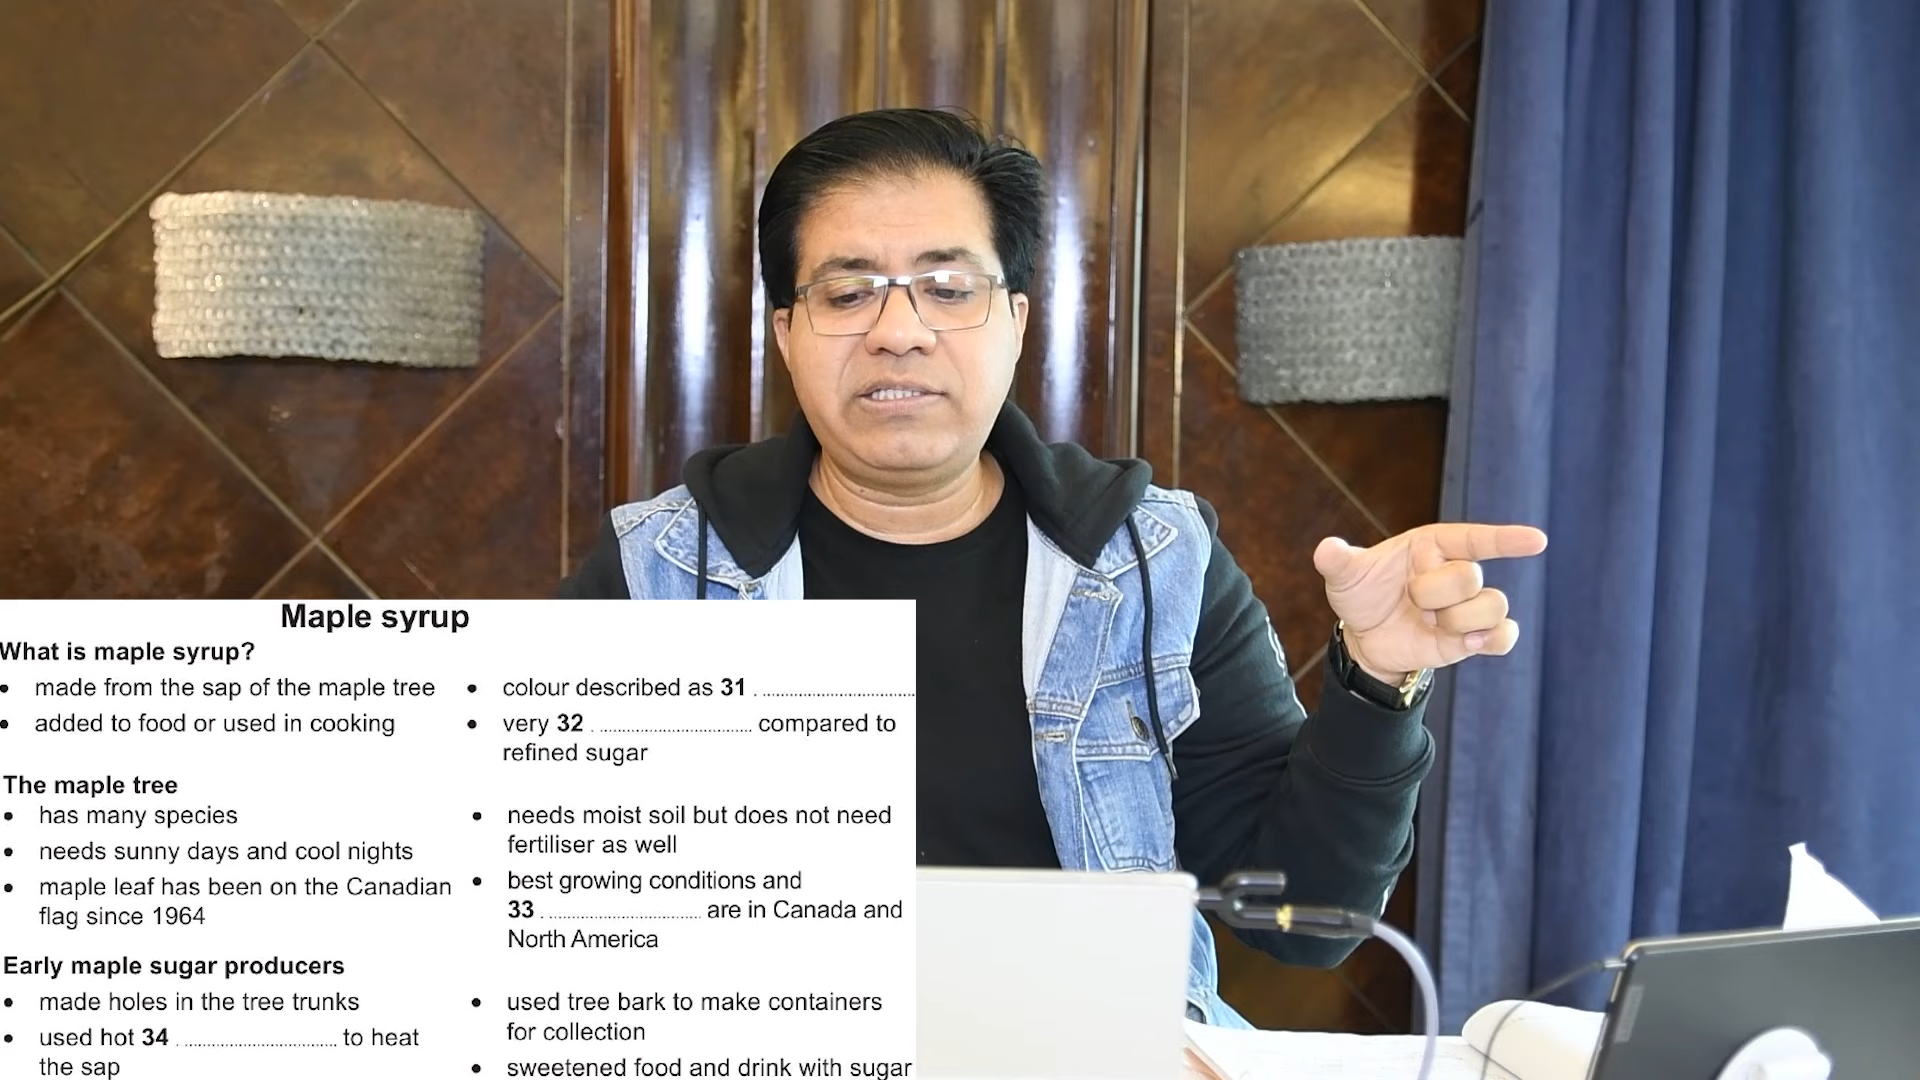 Maple syrup
What is maple syrup?
• made from the sap of the maple tree
• added to food or used in cooking
• colour described as 31 . ................................
• very 32 . ................................ compared to
refined sugar
The maple tree
• has many species
• needs sunny days and cool nights
• maple leaf has been on the Canadian
flag since 1964
• needs moist soil but does not need
fertiliser as well
• best growing conditions and
33 . ................................ are in Canada and
North America
Early maple sugar producers
• made holes in the tree trunks
• used hot 34 . ................................ to heat
the sap
• used tree bark to make containers
for collection
• sweetened food and drink with sugar